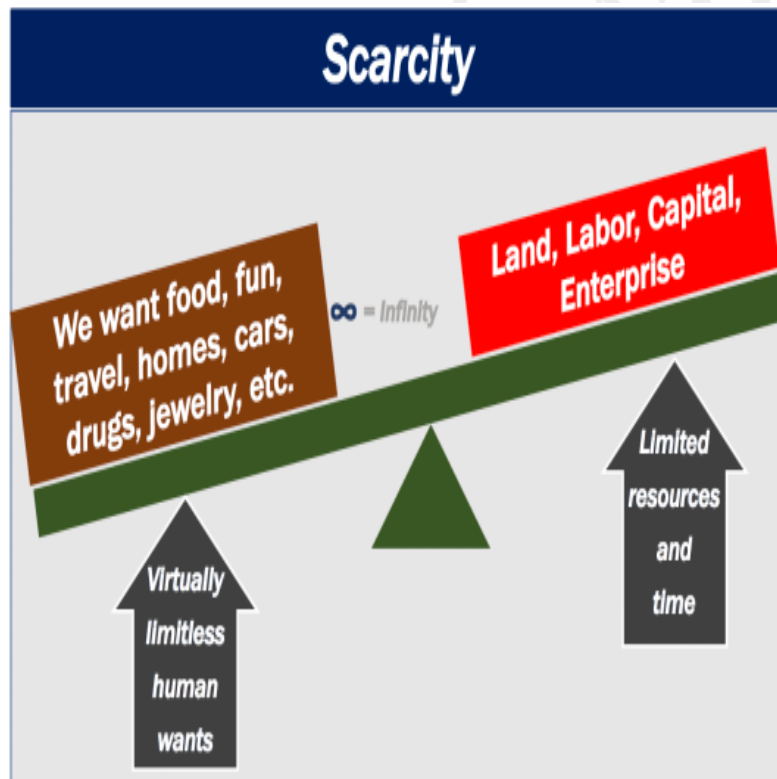 Scarcity
We want food, fun,
travel, homes, cars,
drugs, jewelry, etc.
∞ = Infinity
Land, Labor, Capital,
Enterprise
Virtually
limitless
human
wants
Limited
resources
and
time